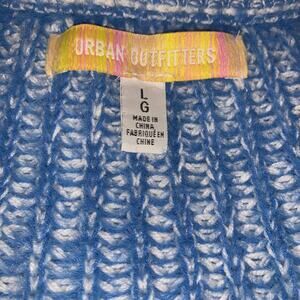 URBAN OUTFITTERS
L
G
MADE IN
CHINA
FABRIQUÉ EN
CHINE